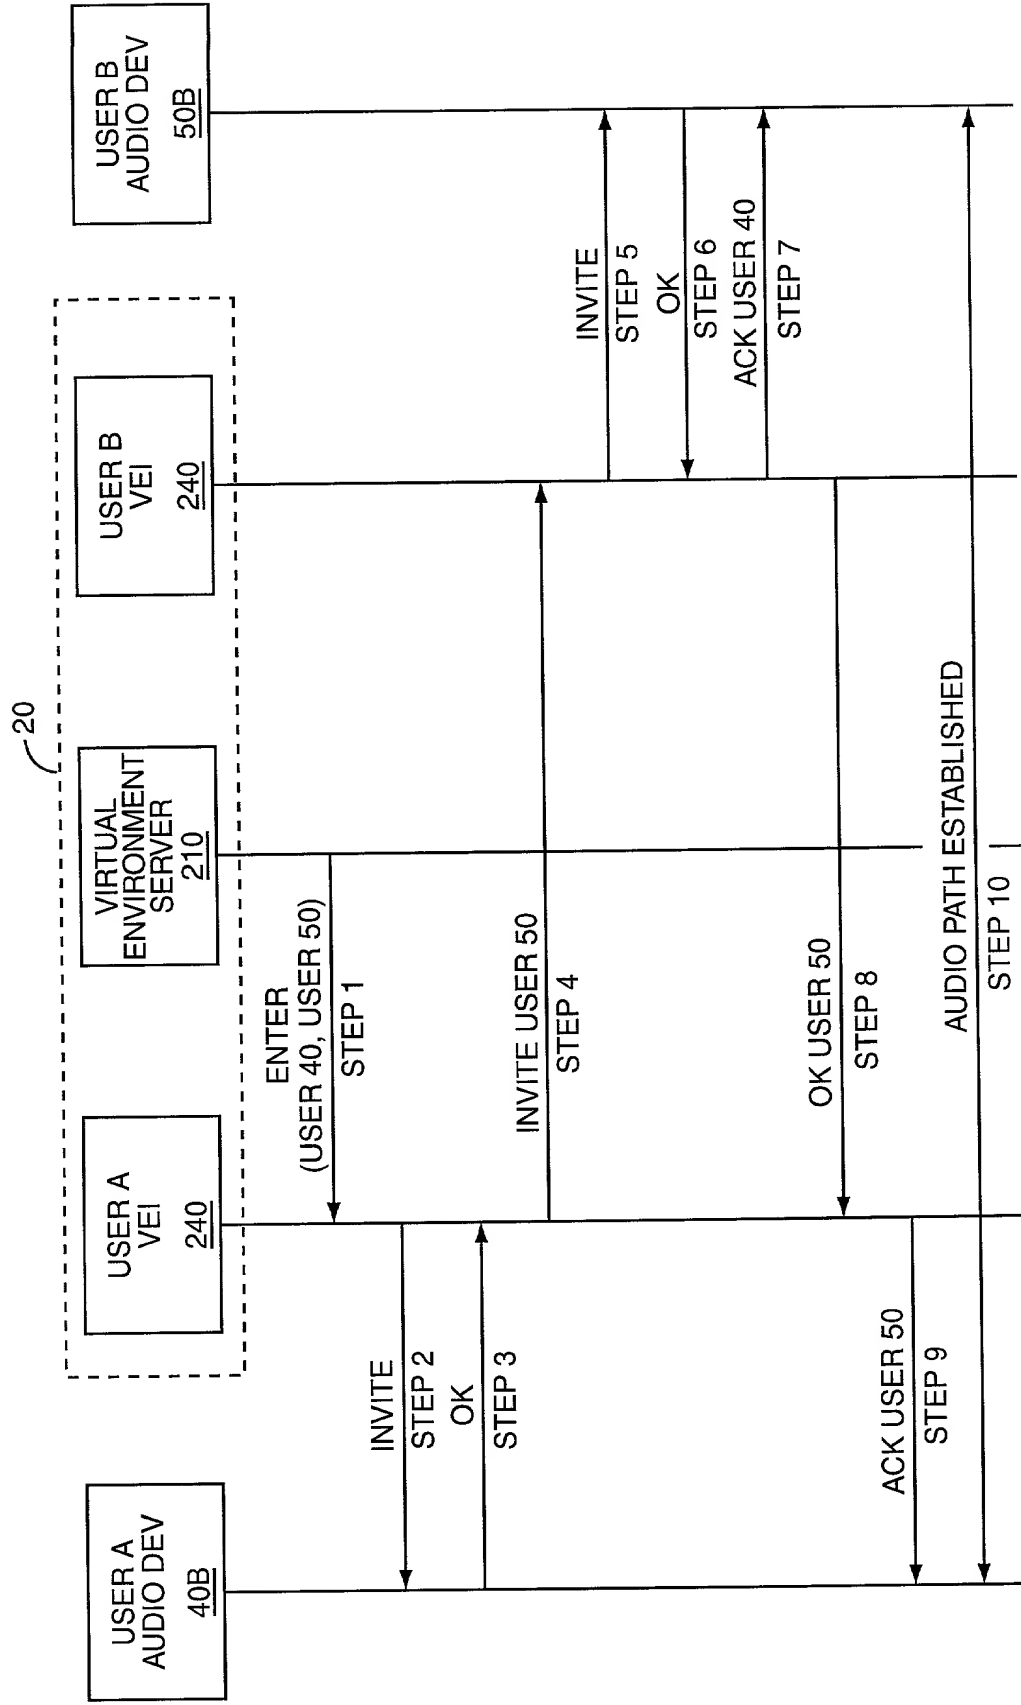 20
USER A
AUDIO DEV
40B
USER A
VEI
240
VIRTUAL
ENVIRONMENT
SERVER
210
USER B
VEI
240
USER B
AUDIO DEV
50B
ENTER
(USER 40, USER 50)
STEP 1
INVITE
STEP 2
OK
STEP 3
INVITE USER 50
STEP 4
INVITE
STEP 5
OK
STEP 6
ACK USER 40
STEP 7
OK USER 50
STEP 8
ACK USER 50
STEP 9
AUDIO PATH ESTABLISHED
STEP 10